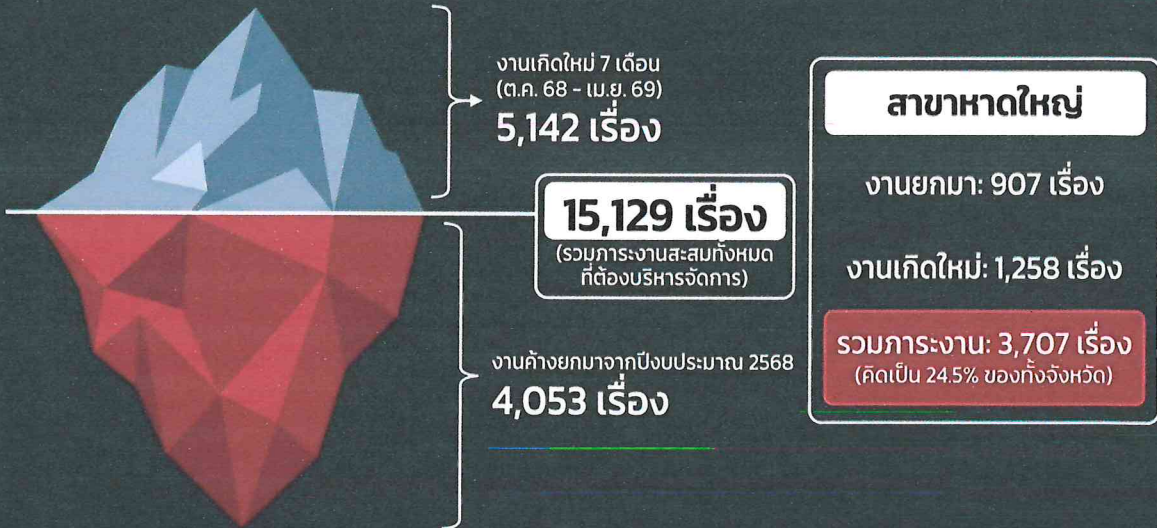 งานเกิดใหม่ 7 เดือน
(ต.ค. 68 - เม.ย. 69)
5,142 เรื่อง
15,129 เรื่อง
(รวมภาระงานสะสมทั้งหมด
ที่ต้องบริหารจัดการ)
งานค้างยกมาจากปีงบประมาณ 2568
4,053 เรื่อง
สาขาหาดใหญ่
งานยกมา: 907 เรื่อง
งานเกิดใหม่: 1,258 เรื่อง
รวมภาระงาน: 3,707 เรื่อง
(คิดเป็น 24.5% ของทั้งจังหวัด)